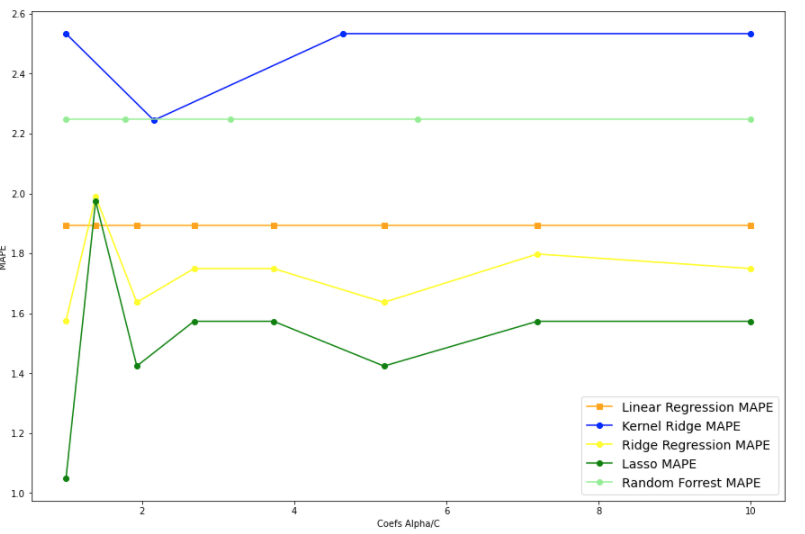 2.6
2.4
2.2
2.0
1.8
1.6
1.4
1.2
1.0
MAPE
2
4
6
8
10
Coefs Alpha/C
Linear Regression MAPE
Kernel Ridge MAPE
Ridge Regression MAPE
Lasso MAPE
Random Forrest MAPE